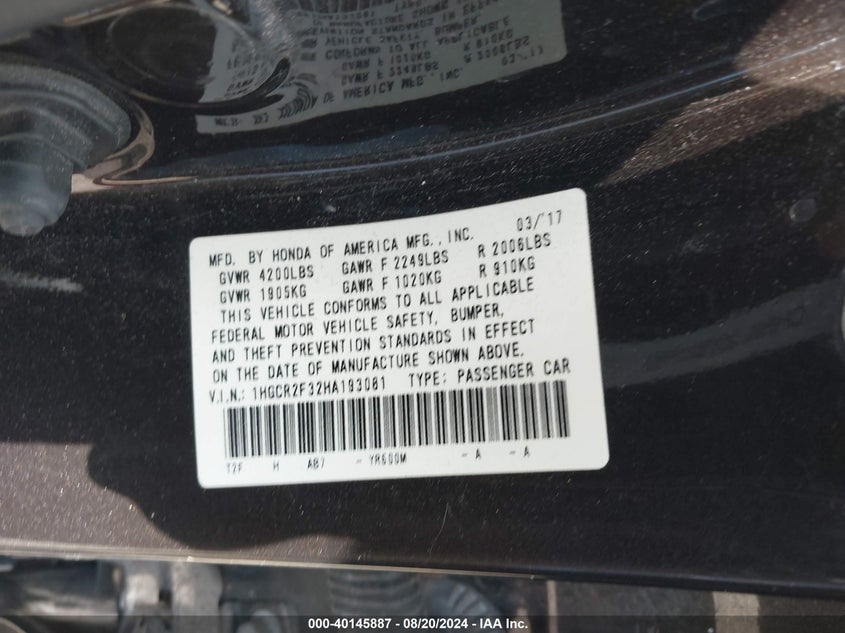 MFD. BY HONDA OF AMERICA MFG., INC. 03/'17
GVWR 4200LBS GAWR F 2249LBS R 2006LBS
GVWR 1905KG GAWR F 1020KG R 910KG
THIS VEHICLE CONFORMS TO ALL APPLICABLE
FEDERAL MOTOR VEHICLE SAFETY, BUMPER,
AND THEFT PREVENTION STANDARDS IN EFFECT
ON THE DATE OF MANUFACTURE SHOWN ABOVE.
V.I.N.: 1HGCR2F32HA193081 TYPE: PASSENGER CAR
T2F H AB7 - YR600M - A - A
000-40145887 - 08/20/2024 - IAA Inc.